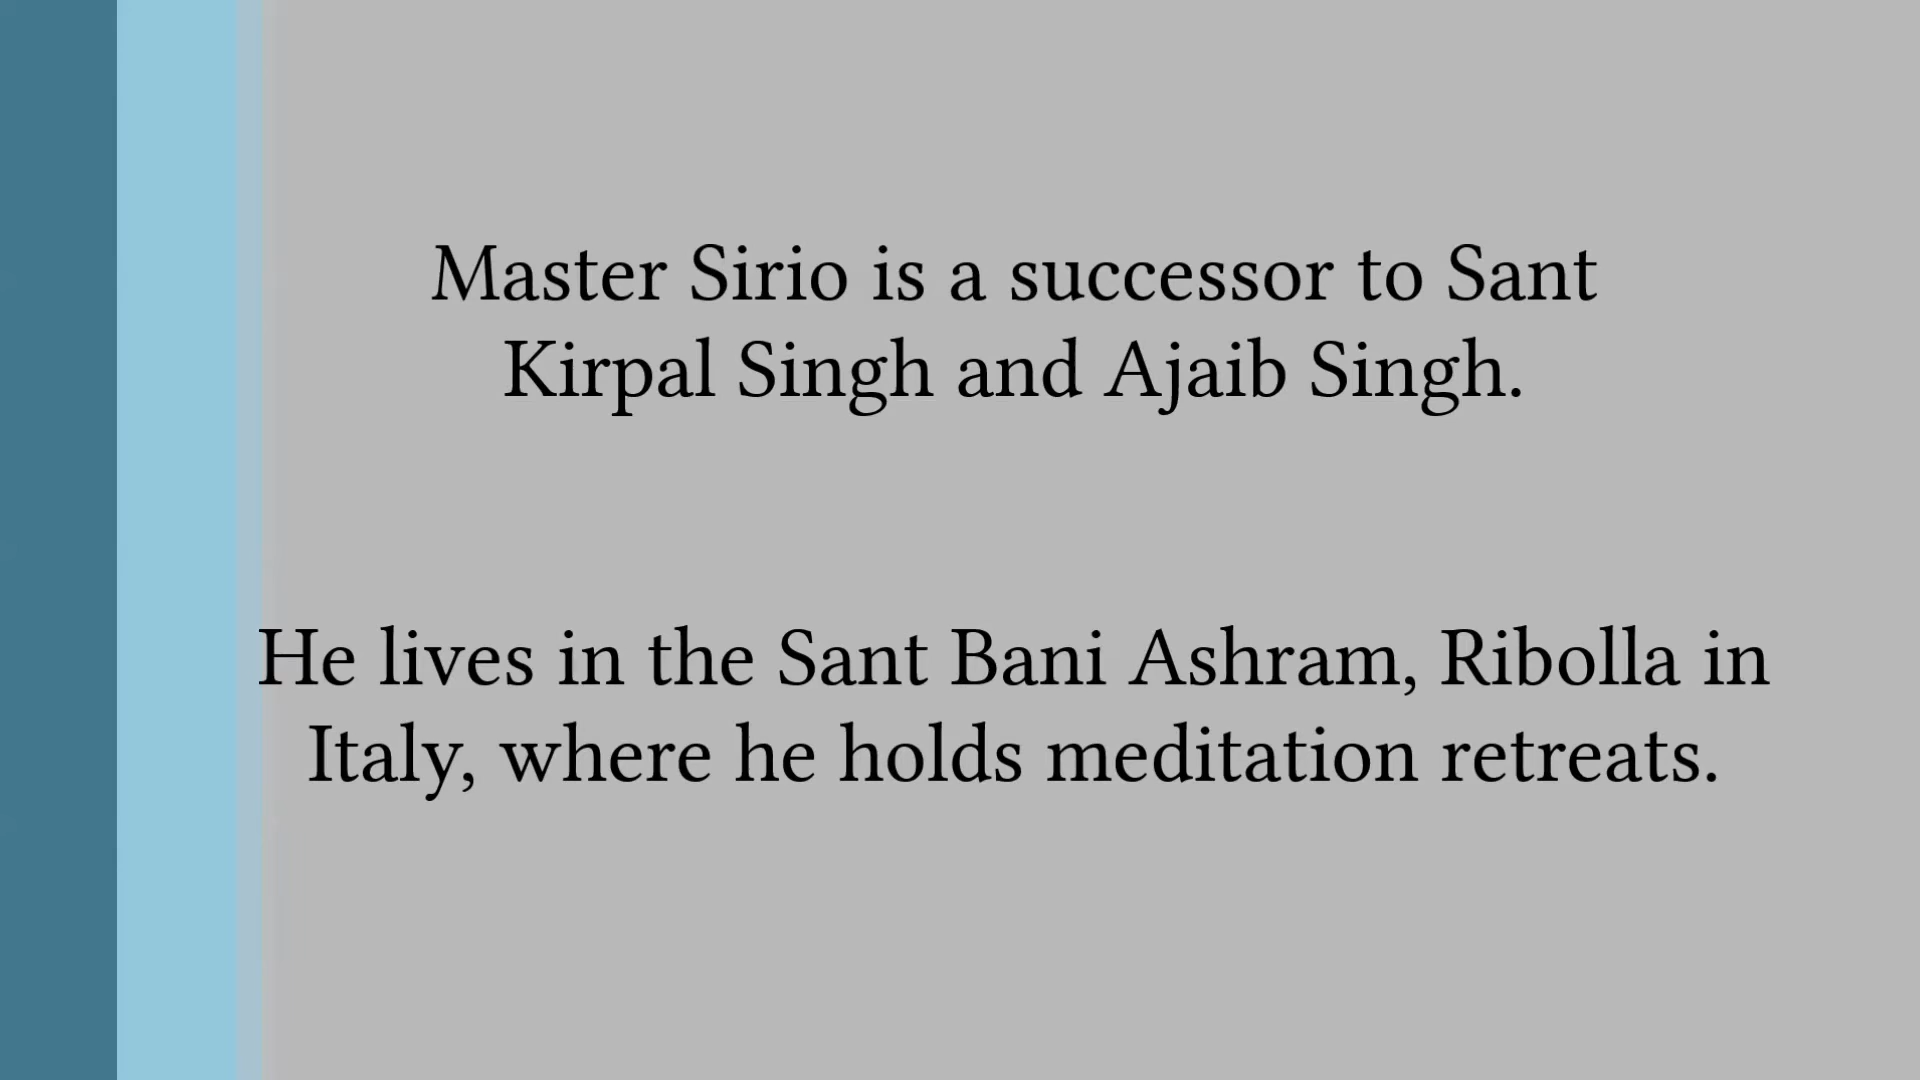 Master Sirio is a successor to Sant
Kirpal Singh and Ajaib Singh.
He lives in the Sant Bani Ashram, Ribolla in
Italy, where he holds meditation retreats.